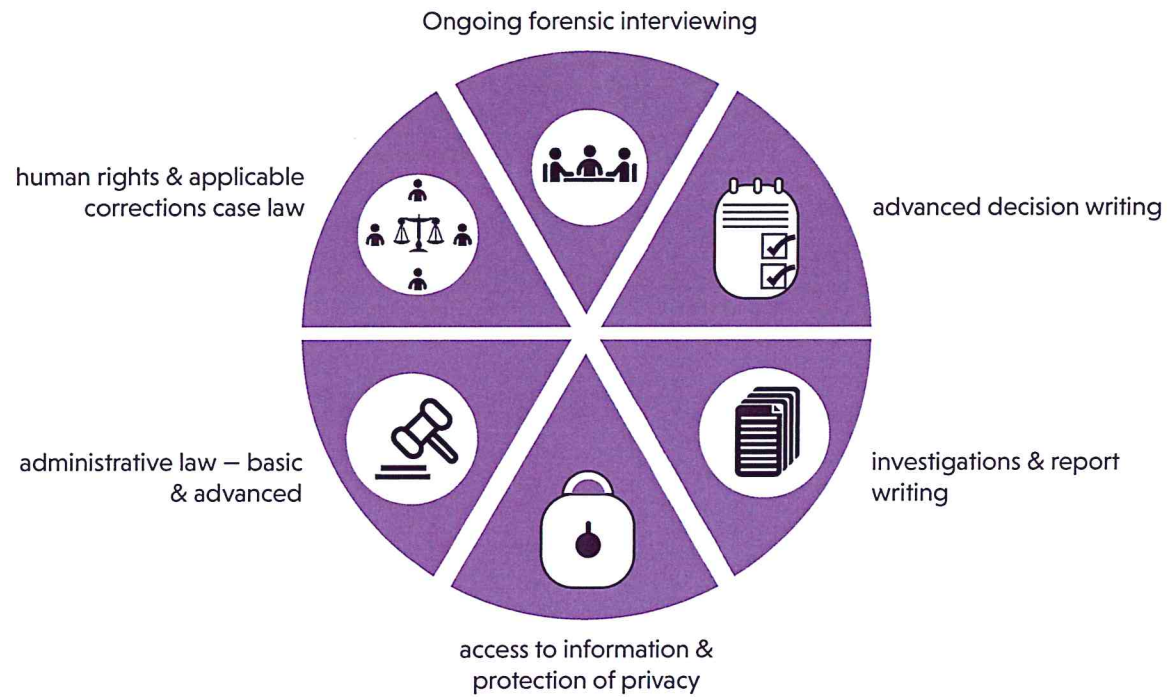 Ongoing forensic interviewing
human rights & applicable
corrections case law
advanced decision writing
administrative law – basic
& advanced
investigations & report
writing
access to information &
protection of privacy